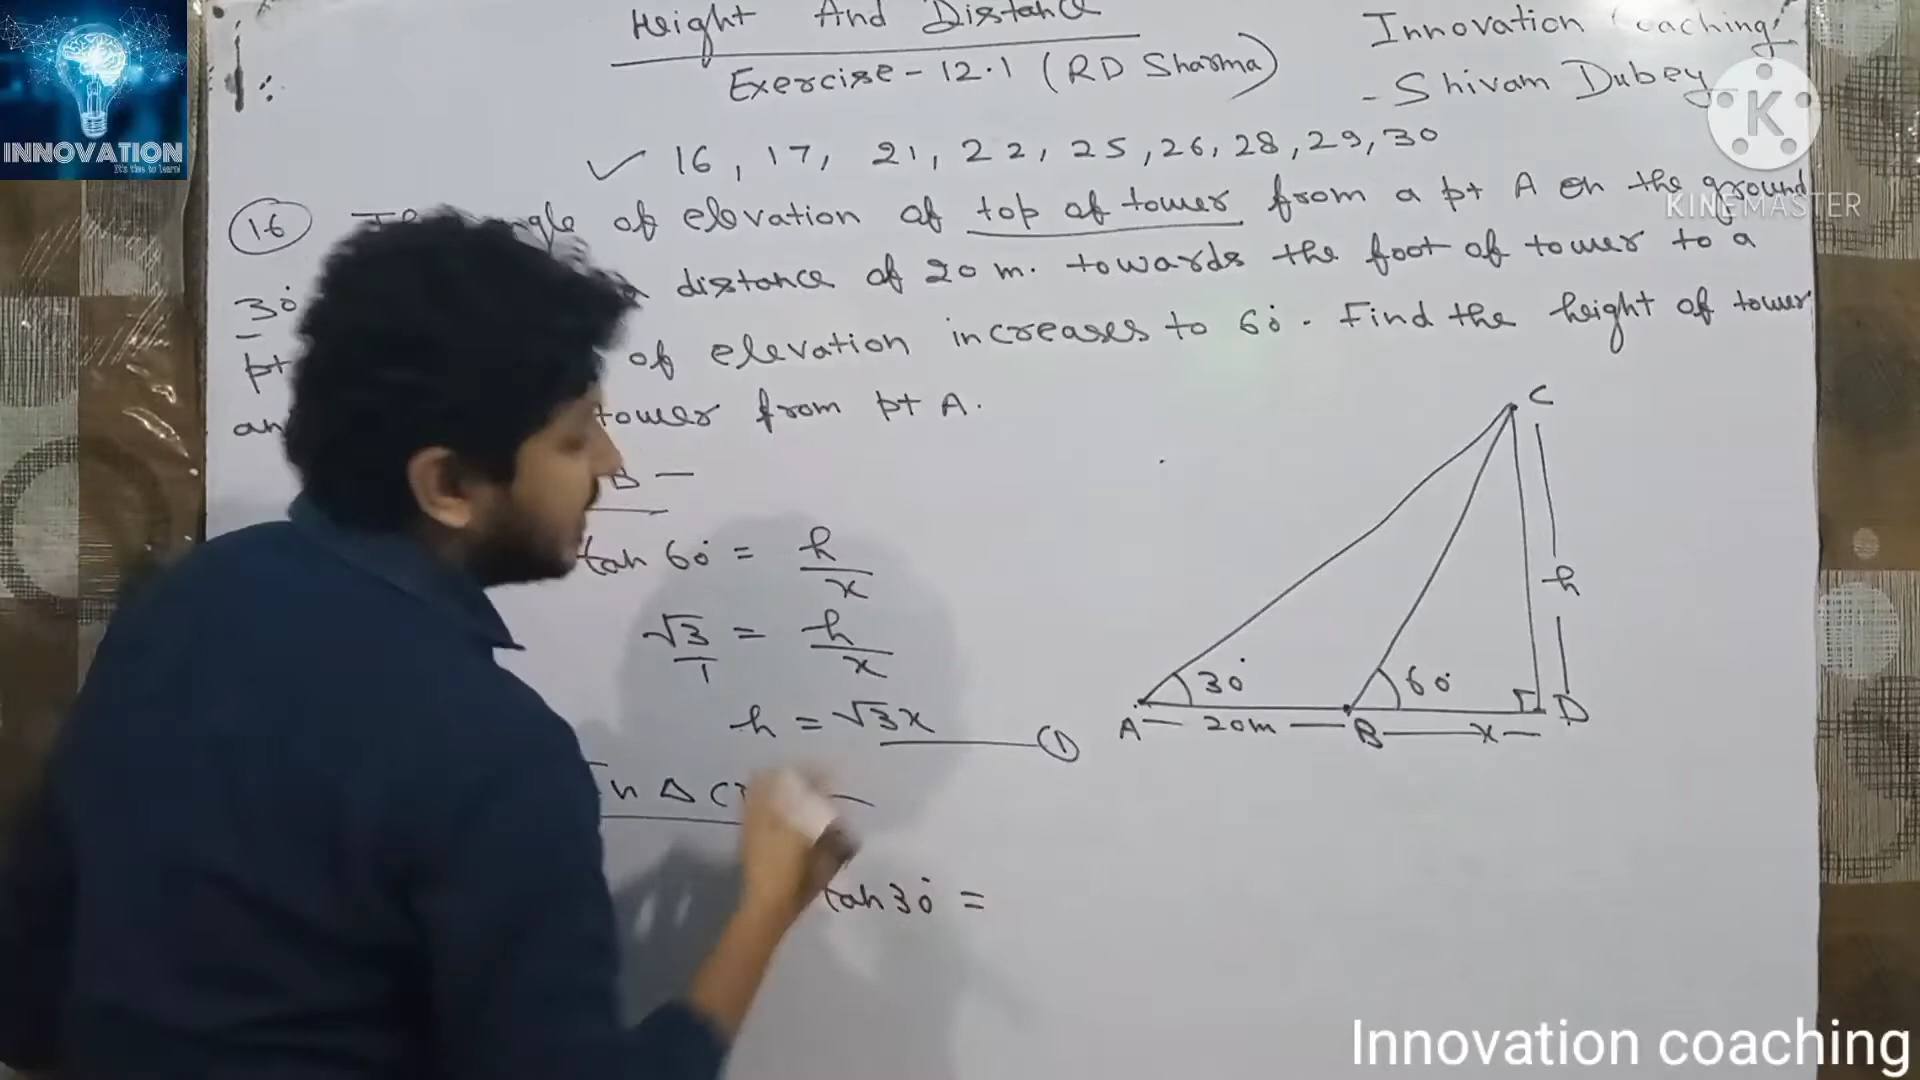 INNOVATION
It's time to learn!
Height And Distance
Exercise - 12.1 (RD Sharma)
Innovation Coaching
- Shivam Dubey
K
KINEMASTER
✓ 16, 17, 21, 22, 25, 26, 28, 29, 30
16 of elevation of top of tower from a pt A on the ground
30° distance of 20 m. towards the foot of tower to a
pt of elevation increases to 60°. Find the height of tower
tower from pt A.
B —
tan 60° = h/x
√3/1 = h/x
h = √3x — 1
In Δ C
tan 30° =
C
h
30° 60°
A — 20m — B — x — D
Innovation coaching